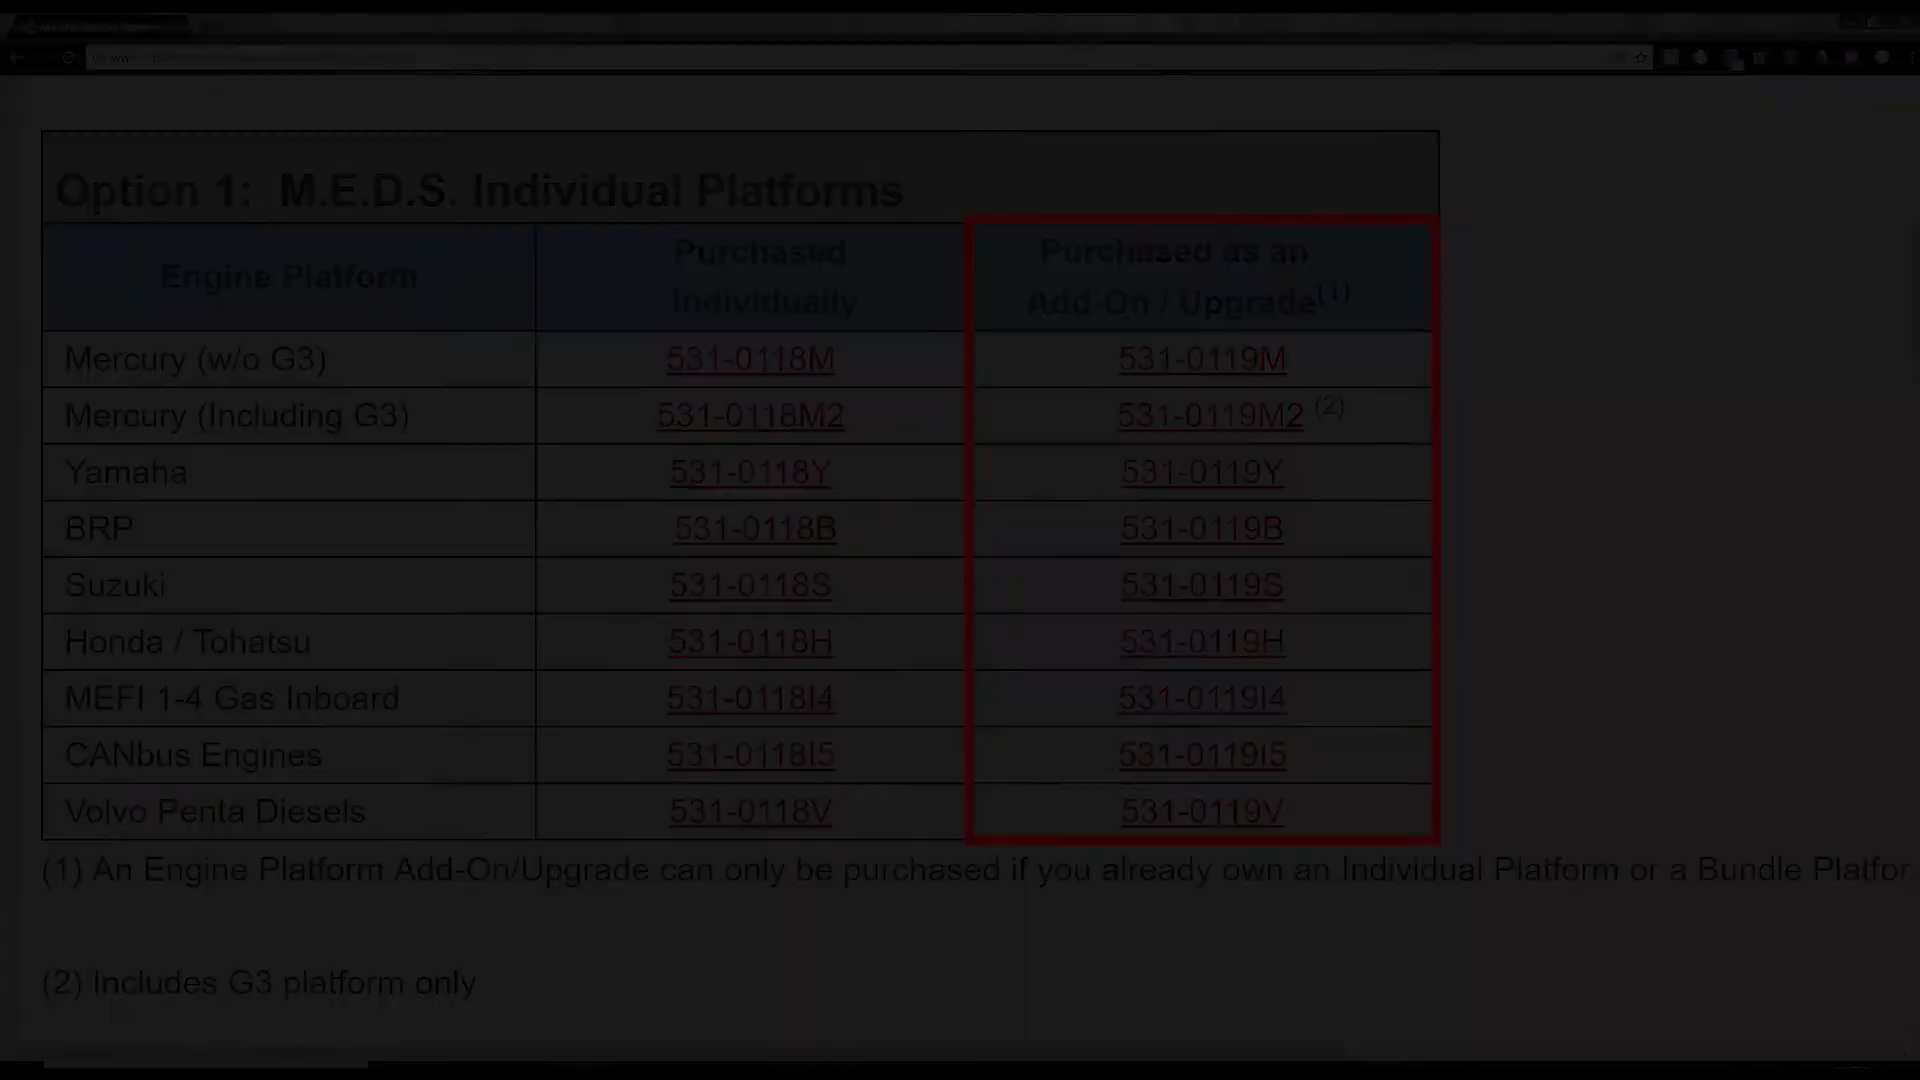 Option 1: M.E.D.S. Individual Platforms
Engine Platform
Purchased
Individually
Purchased as an
Add-On / Upgrade(1)
Mercury (w/o G3) 531-0118M 531-0119M
Mercury (Including G3) 531-0118M2 531-0119M2 (2)
Yamaha 531-0118Y 531-0119Y
BRP 531-0118B 531-0119B
Suzuki 531-0118S 531-0119S
Honda / Tohatsu 531-0118H 531-0119H
MEFI 1-4 Gas Inboard 531-0118I4 531-0119I4
CANbus Engines 531-0118I5 531-0119I5
Volvo Penta Diesels 531-0118V 531-0119V
(1) An Engine Platform Add-On/Upgrade can only be purchased if you already own an Individual Platform or a Bundle Platfor
(2) Includes G3 platform only